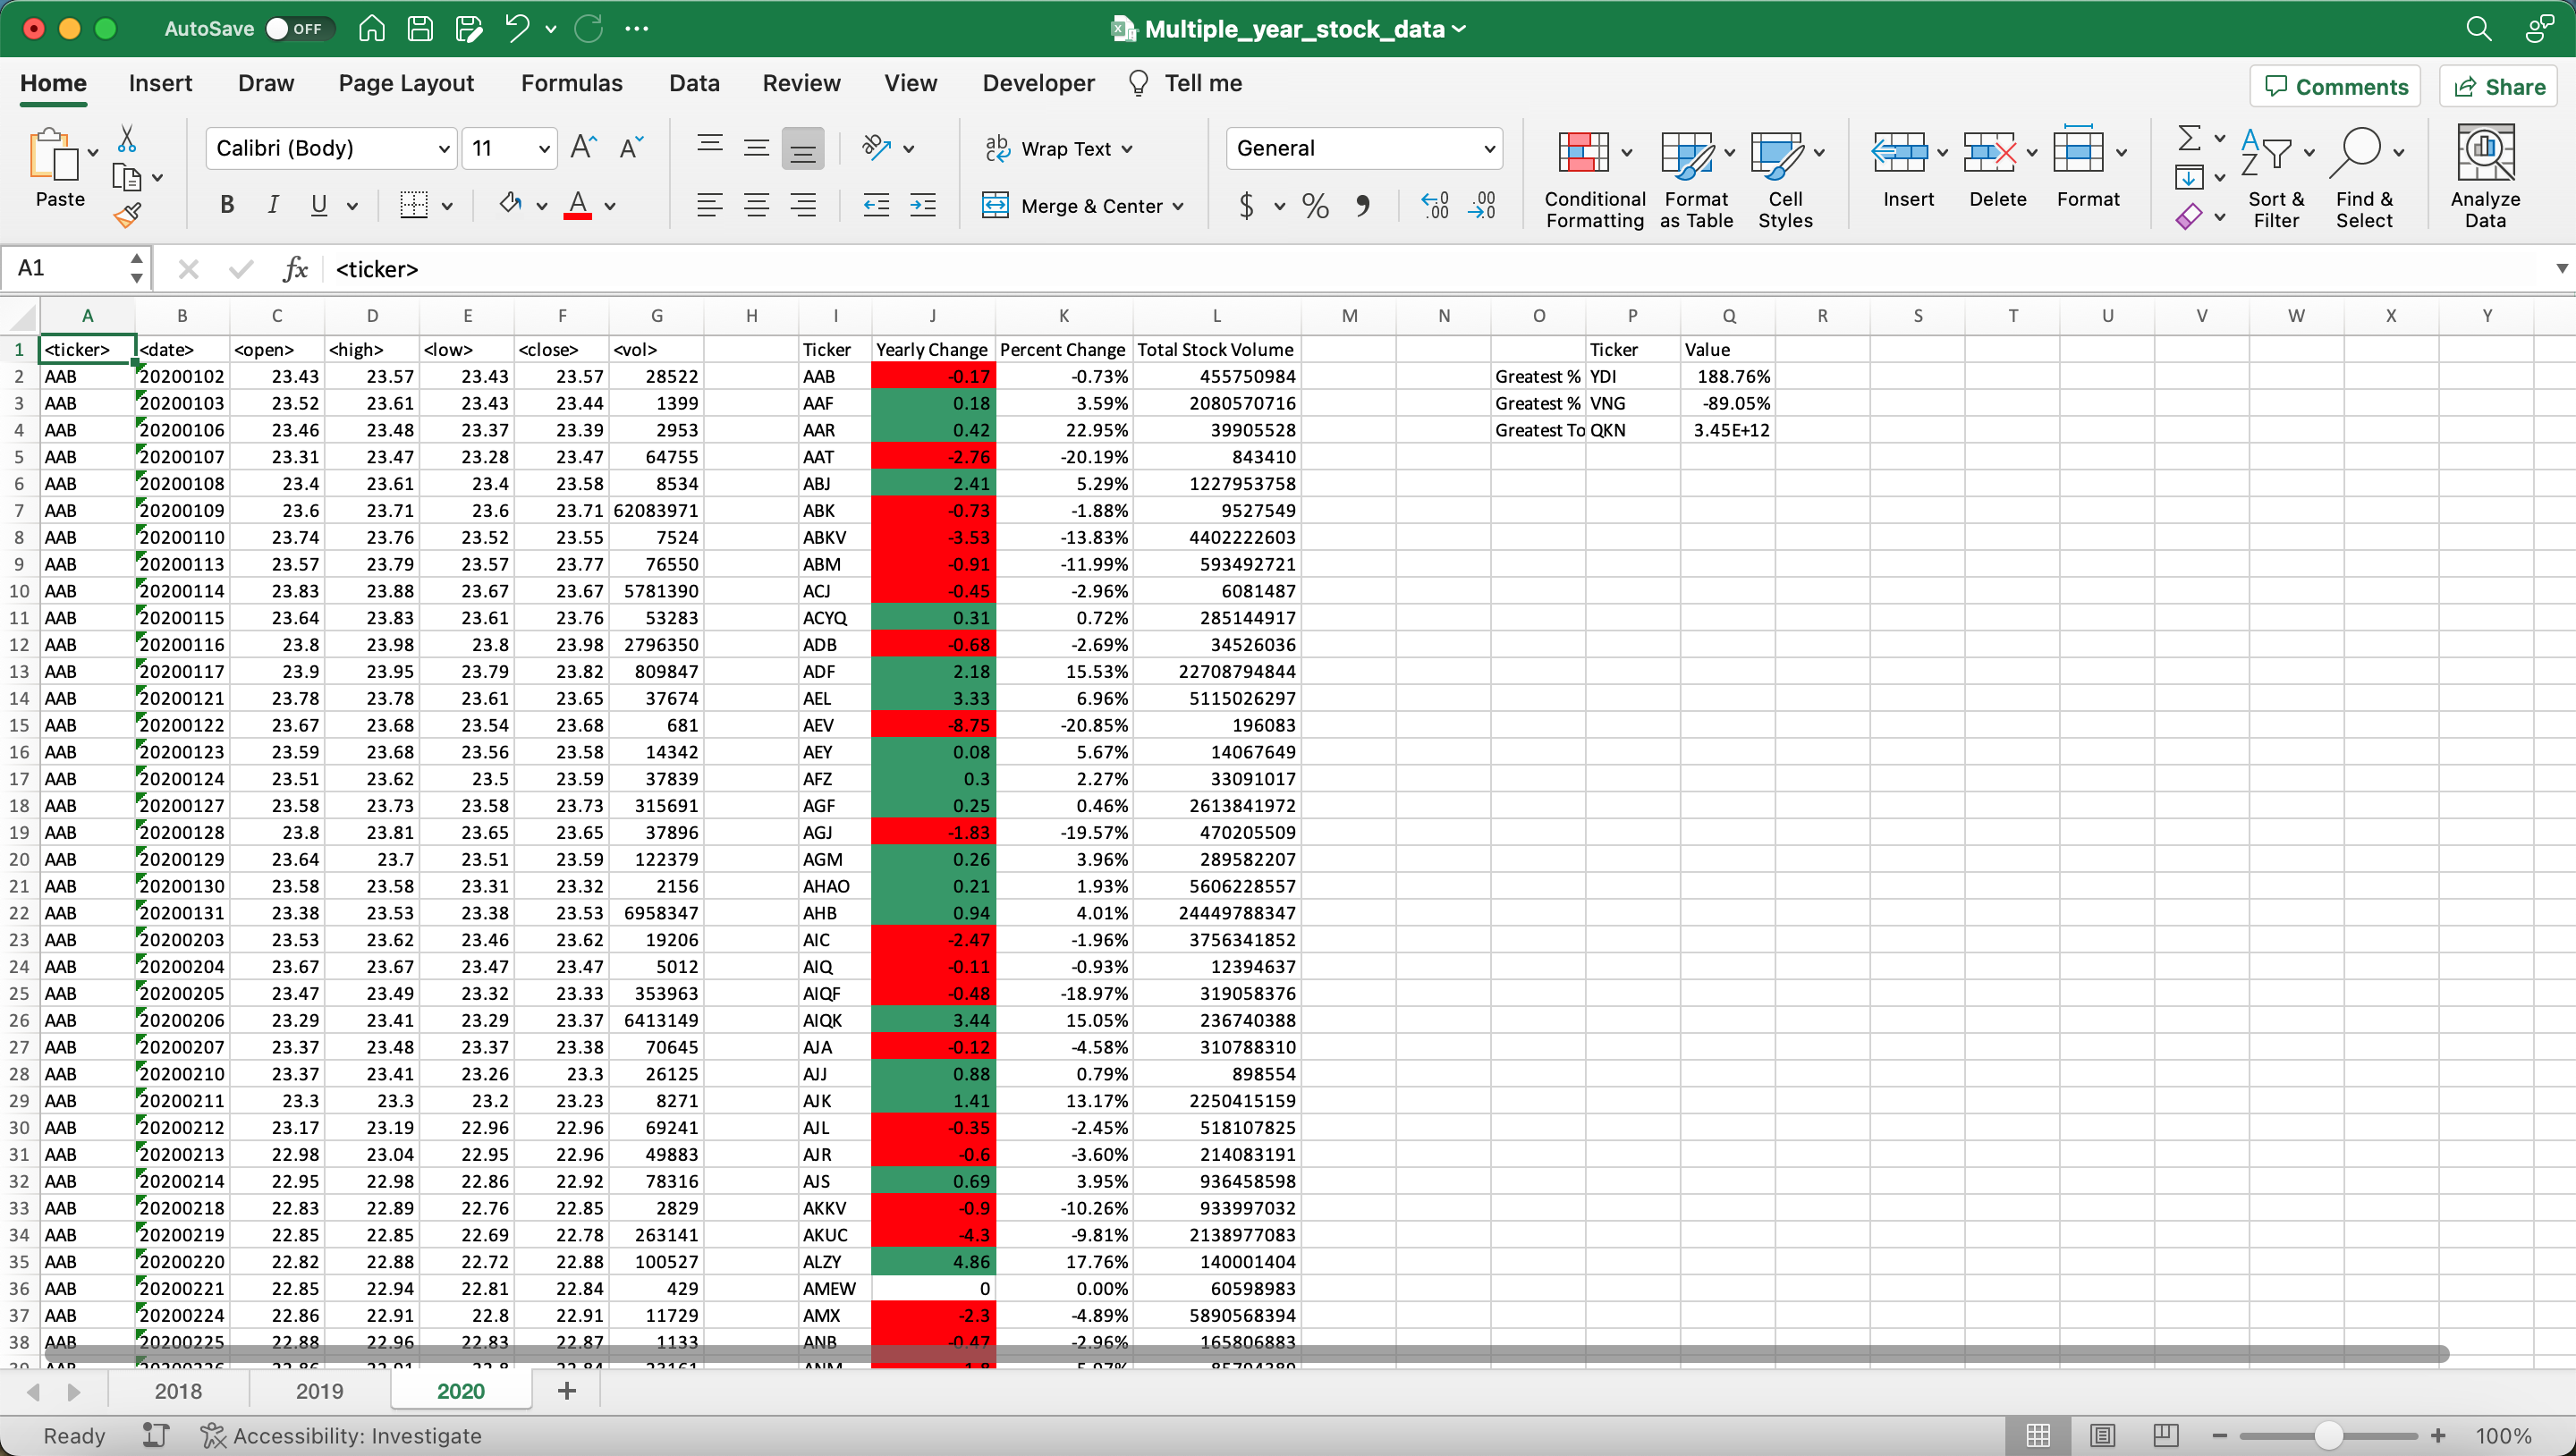 AutoSave OFF Multiple_year_stock_data
Home Insert Draw Page Layout Formulas Data Review View Developer Tell me Comments Share
Paste Calibri (Body) 11 Wrap Text General Conditional Formatting Format as Table Cell Styles Insert Delete Format Sort & Filter Find & Select Analyze Data
B I U A Merge & Center $ %
A1 fx <ticker>
A B C D E F G H I J K L M N O P Q R S T U V W X Y
1 <ticker> <date> <open> <high> <low> <close> <vol> Ticker Yearly Change Percent Change Total Stock Volume Ticker Value
2 AAB 20200102 23.43 23.57 23.43 23.57 28522 AAB -0.17 -0.73% 455750984 Greatest % YDI 188.76%
3 AAB 20200103 23.52 23.61 23.43 23.44 1399 AAF 0.18 3.59% 2080570716 Greatest % VNG -89.05%
4 AAB 20200106 23.46 23.48 23.37 23.39 2953 AAR 0.42 22.95% 39905528 Greatest To QKN 3.45E+12
5 AAB 20200107 23.31 23.47 23.28 23.47 64755 AAT -2.76 -20.19% 843410
6 AAB 20200108 23.4 23.61 23.4 23.58 8534 ABJ 2.41 5.29% 1227953758
7 AAB 20200109 23.6 23.71 23.6 23.71 62083971 ABK -0.73 -1.88% 9527549
8 AAB 20200110 23.74 23.76 23.52 23.55 7524 ABKV -3.53 -13.83% 4402222603
9 AAB 20200113 23.57 23.79 23.57 23.77 76550 ABM -0.91 -11.99% 593492721
10 AAB 20200114 23.83 23.88 23.67 23.67 5781390 ACJ -0.45 -2.96% 6081487
11 AAB 20200115 23.64 23.83 23.61 23.76 53283 ACYQ 0.31 0.72% 285144917
12 AAB 20200116 23.8 23.98 23.8 23.98 2796350 ADB -0.68 -2.69% 34526036
13 AAB 20200117 23.9 23.95 23.79 23.82 809847 ADF 2.18 15.53% 22708794844
14 AAB 20200121 23.78 23.78 23.61 23.65 37674 AEL 3.33 6.96% 5115026297
15 AAB 20200122 23.67 23.68 23.54 23.68 681 AEV -8.75 -20.85% 196083
16 AAB 20200123 23.59 23.68 23.56 23.58 14342 AEY 0.08 5.67% 14067649
17 AAB 20200124 23.51 23.62 23.5 23.59 37839 AFZ 0.3 2.27% 33091017
18 AAB 20200127 23.58 23.73 23.58 23.73 315691 AGF 0.25 0.46% 2613841972
19 AAB 20200128 23.8 23.81 23.65 23.65 37896 AGJ -1.83 -19.57% 470205509
20 AAB 20200129 23.64 23.7 23.51 23.59 122379 AGM 0.26 3.96% 289582207
21 AAB 20200130 23.58 23.58 23.31 23.32 2156 AHAO 0.21 1.93% 5606228557
22 AAB 20200131 23.38 23.53 23.38 23.53 6958347 AHB 0.94 4.01% 24449788347
23 AAB 20200203 23.53 23.62 23.46 23.62 19206 AIC -2.47 -1.96% 3756341852
24 AAB 20200204 23.67 23.67 23.47 23.47 5012 AIQ -0.11 -0.93% 12394637
25 AAB 20200205 23.47 23.49 23.32 23.33 353963 AIQF -0.48 -18.97% 319058376
26 AAB 20200206 23.29 23.41 23.29 23.37 6413149 AIQK 3.44 15.05% 236740388
27 AAB 20200207 23.37 23.48 23.37 23.38 70645 AJA -0.12 -4.58% 310788310
28 AAB 20200210 23.37 23.41 23.26 23.3 26125 AJJ 0.88 0.79% 898554
29 AAB 20200211 23.3 23.3 23.2 23.23 8271 AJK 1.41 13.17% 2250415159
30 AAB 20200212 23.17 23.19 22.96 22.96 69241 AJL -0.35 -2.45% 518107825
31 AAB 20200213 22.98 23.04 22.95 22.96 49883 AJR -0.6 -3.60% 214083191
32 AAB 20200214 22.95 22.98 22.86 22.92 78316 AJS 0.69 3.95% 936458598
33 AAB 20200218 22.83 22.89 22.76 22.85 2829 AKKV -0.9 -10.26% 933997032
34 AAB 20200219 22.85 22.85 22.69 22.78 263141 AKUC -4.3 -9.81% 2138977083
35 AAB 20200220 22.82 22.88 22.72 22.88 100527 ALZY 4.86 17.76% 140001404
36 AAB 20200221 22.85 22.94 22.81 22.84 429 AMEW 0 0.00% 60598983
37 AAB 20200224 22.86 22.91 22.8 22.91 11729 AMX -2.3 -4.89% 5890568394
38 AAB 20200225 22.88 22.96 22.83 22.87 1133 ANB -0.47 -2.96% 165806883
2018 2019 2020 +
Ready Accessibility: Investigate 100%